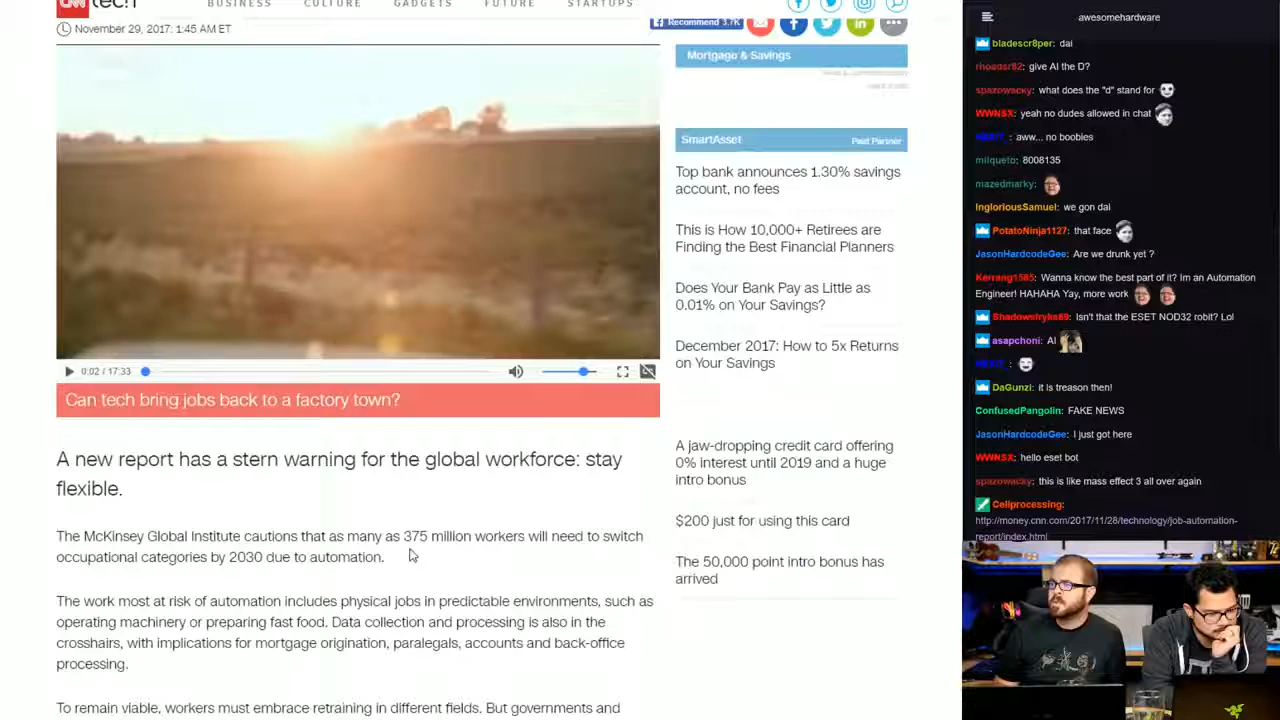 CNN tech
BUSINESS CULTURE GADGETS FUTURE STARTUPS
November 29, 2017: 1:45 AM ET
Recommend 3.7K
Mortgage & Savings
SmartAsset Paid Partner
Top bank announces 1.30% savings
account, no fees
This is How 10,000+ Retirees are
Finding the Best Financial Planners
Does Your Bank Pay as Little as
0.01% on Your Savings?
December 2017: How to 5x Returns
on Your Savings
0:02 / 17:33
Can tech bring jobs back to a factory town?
A jaw-dropping credit card offering
0% interest until 2019 and a huge
intro bonus
$200 just for using this card
The 50,000 point intro bonus has
arrived
A new report has a stern warning for the global workforce: stay
flexible.
The McKinsey Global Institute cautions that as many as 375 million workers will need to switch
occupational categories by 2030 due to automation.
The work most at risk of automation includes physical jobs in predictable environments, such as
operating machinery or preparing fast food. Data collection and processing is also in the
crosshairs, with implications for mortgage origination, paralegals, accounts and back-office
processing.
To remain viable, workers must embrace retraining in different fields. But governments and
awesomehardware
bladescr8per: dai
give AI the D?
spazowacky: what does the "d" stand for
WWNSX: yeah no dudes allowed in chat
aww... no boobies
milqueto: 8008135
mazedmarky:
IngloriousSamuel: we gon dai
PotatoNinja1127: that face
JasonHardcodeGee: Are we drunk yet ?
Kerrang1585: Wanna know the best part of it? Im an Automation
Engineer! HAHAHA Yay, more work
Isn't that the ESET NOD32 robit? Lol
asapchoni: AI
DaGunzi: it is treason then!
ConfusedPangolin: FAKE NEWS
JasonHardcodeGee: I just got here
WWNSX: hello eset bot
spazowacky: this is like mass effect 3 all over again
Cellprocessing:
http://money.cnn.com/2017/11/28/technology/job-automation-
report/index.html